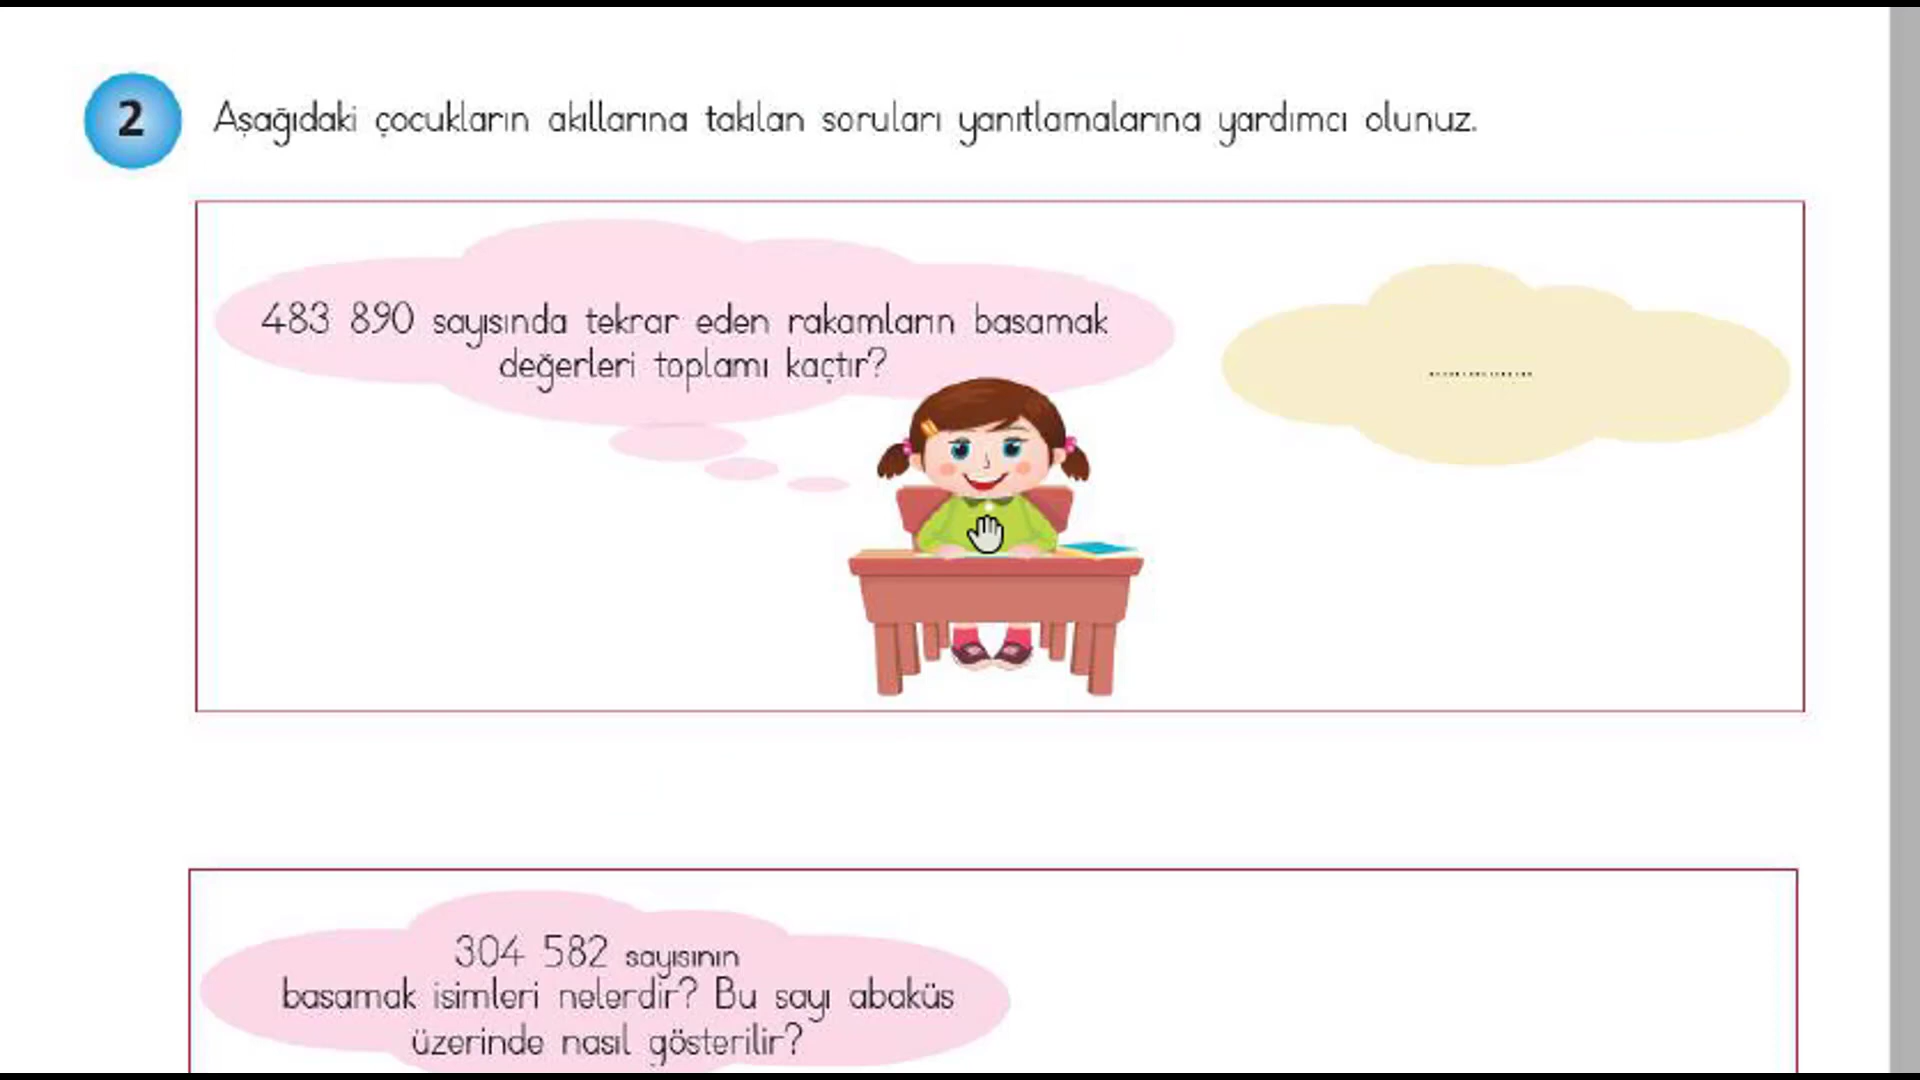 2
Aşağıdaki çocukların akıllarına takılan soruları yanıtlamalarına yardımcı olunuz.
483 890 sayısında tekrar eden rakamların basamak
değerleri toplamı kaçtır?
................
304 582 sayısının
basamak isimleri nelerdir? Bu sayı abaküs
üzerinde nasıl gösterilir?